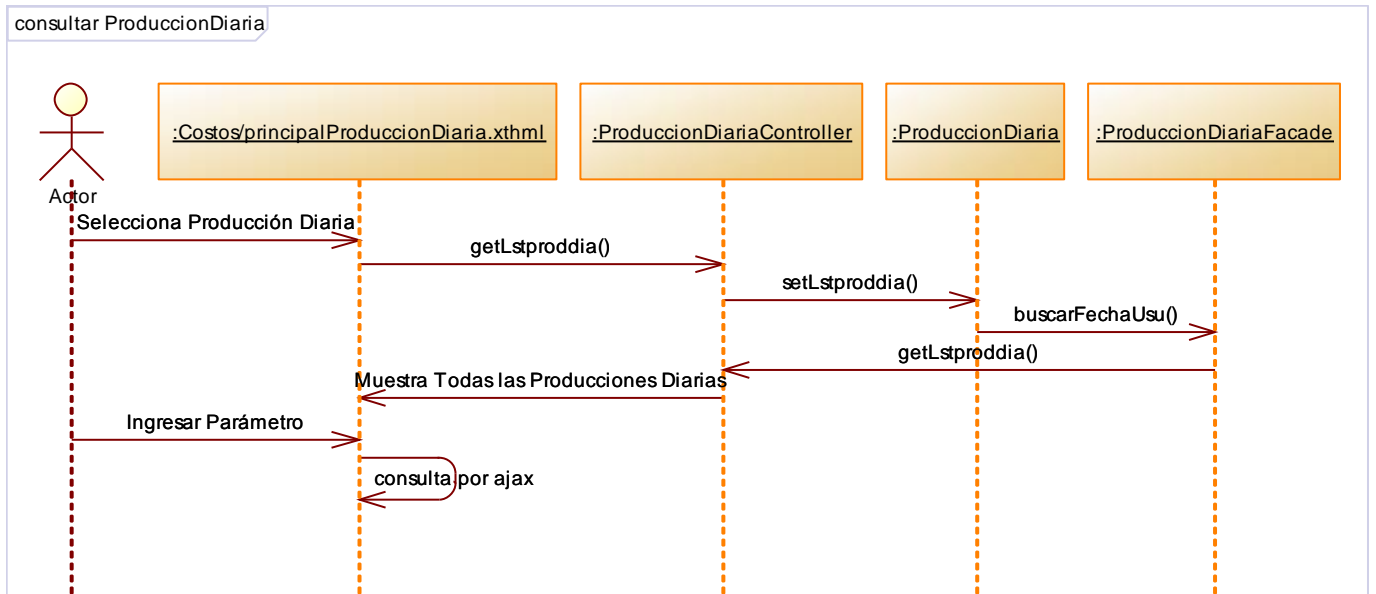 consultar ProduccionDiaria
:Costos/principalProduccionDiaria.xthml
:ProduccionDiariaController
:ProduccionDiaria
:ProduccionDiariaFacade
Actor
Selecciona Producción Diaria
getLstproddia()
setLstproddia()
buscarFechaUsu()
getLstproddia()
Muestra Todas las Producciones Diarias
Ingresar Parámetro
consulta por ajax